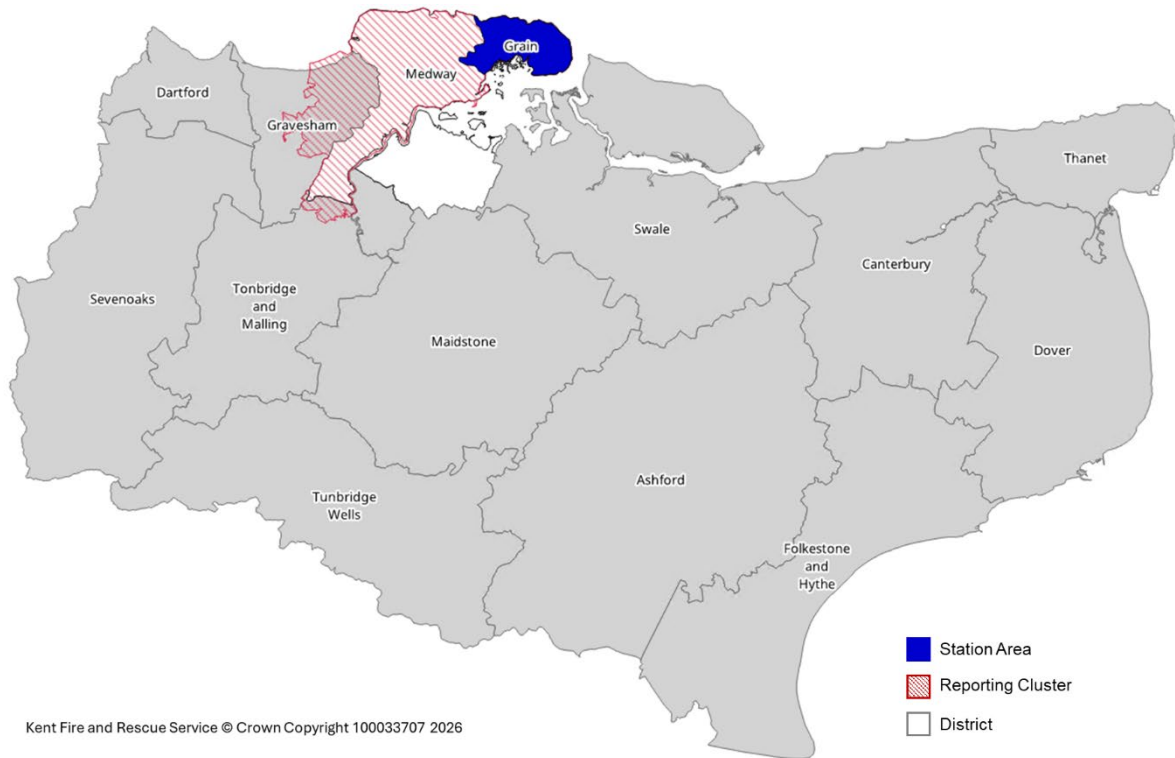 Grain
Medway
Dartford
Gravesham
Thanet
Swale
Canterbury
Sevenoaks
Tonbridge
and
Malling
Maidstone
Dover
Ashford
Tunbridge
Wells
Folkestone
and
Hythe
Station Area
Reporting Cluster
District
Kent Fire and Rescue Service © Crown Copyright 100033707 2026